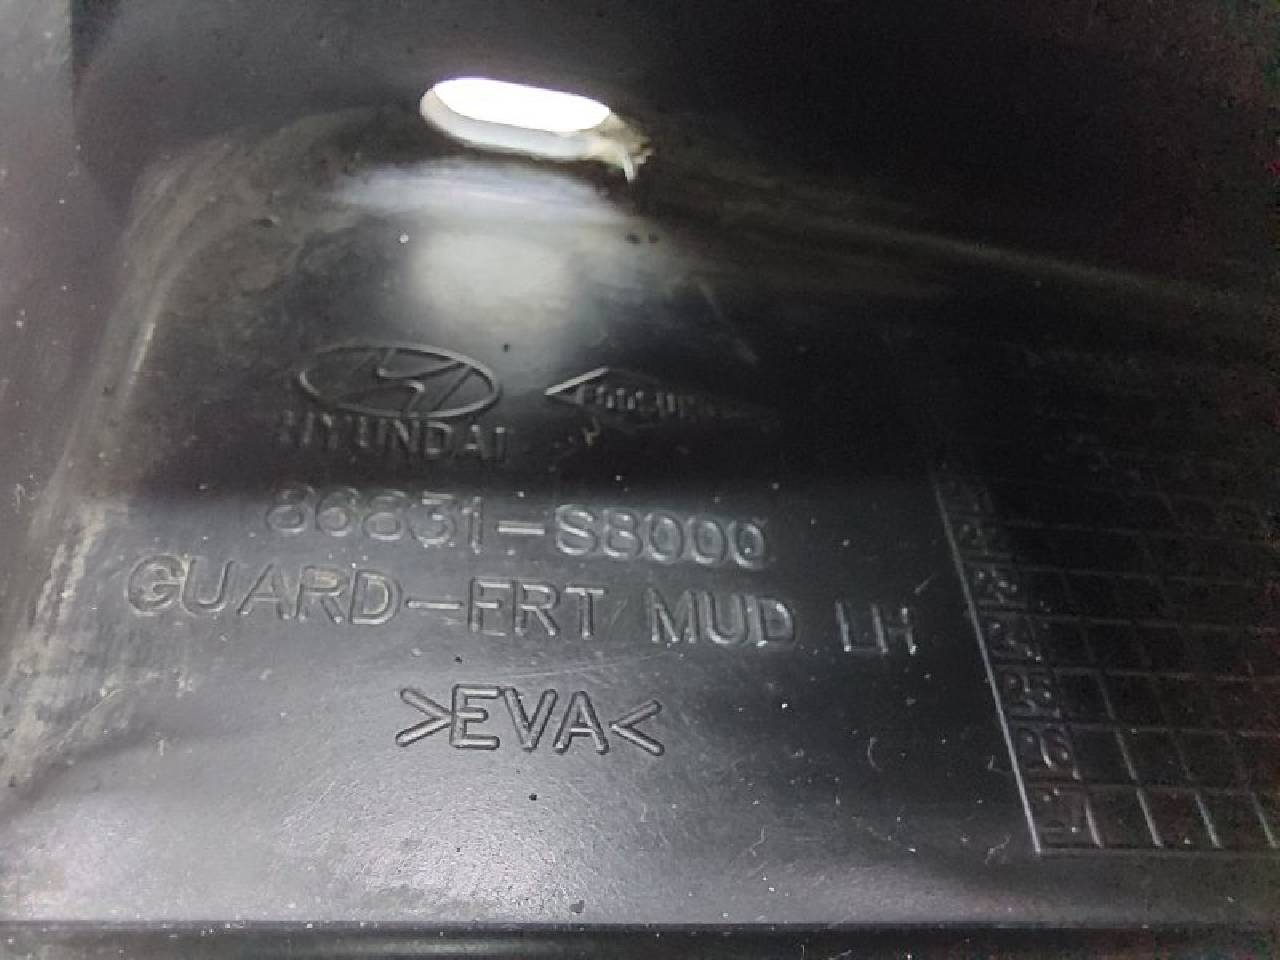 HYUNDAI
86831-S8000
GUARD-FRT MUD LH
>EVA<